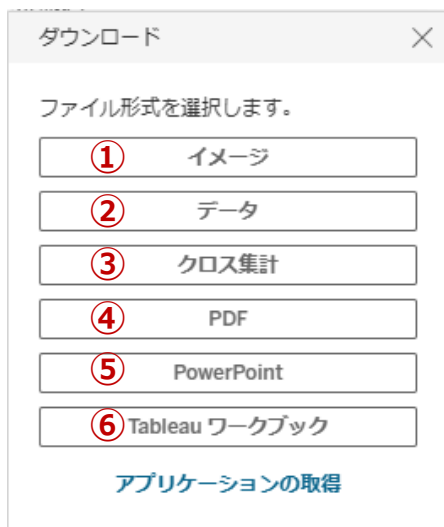 ダウンロード
ファイル形式を選択します。
① イメージ
② データ
③ クロス集計
④ PDF
⑤ PowerPoint
⑥ Tableau ワークブック
アプリケーションの取得